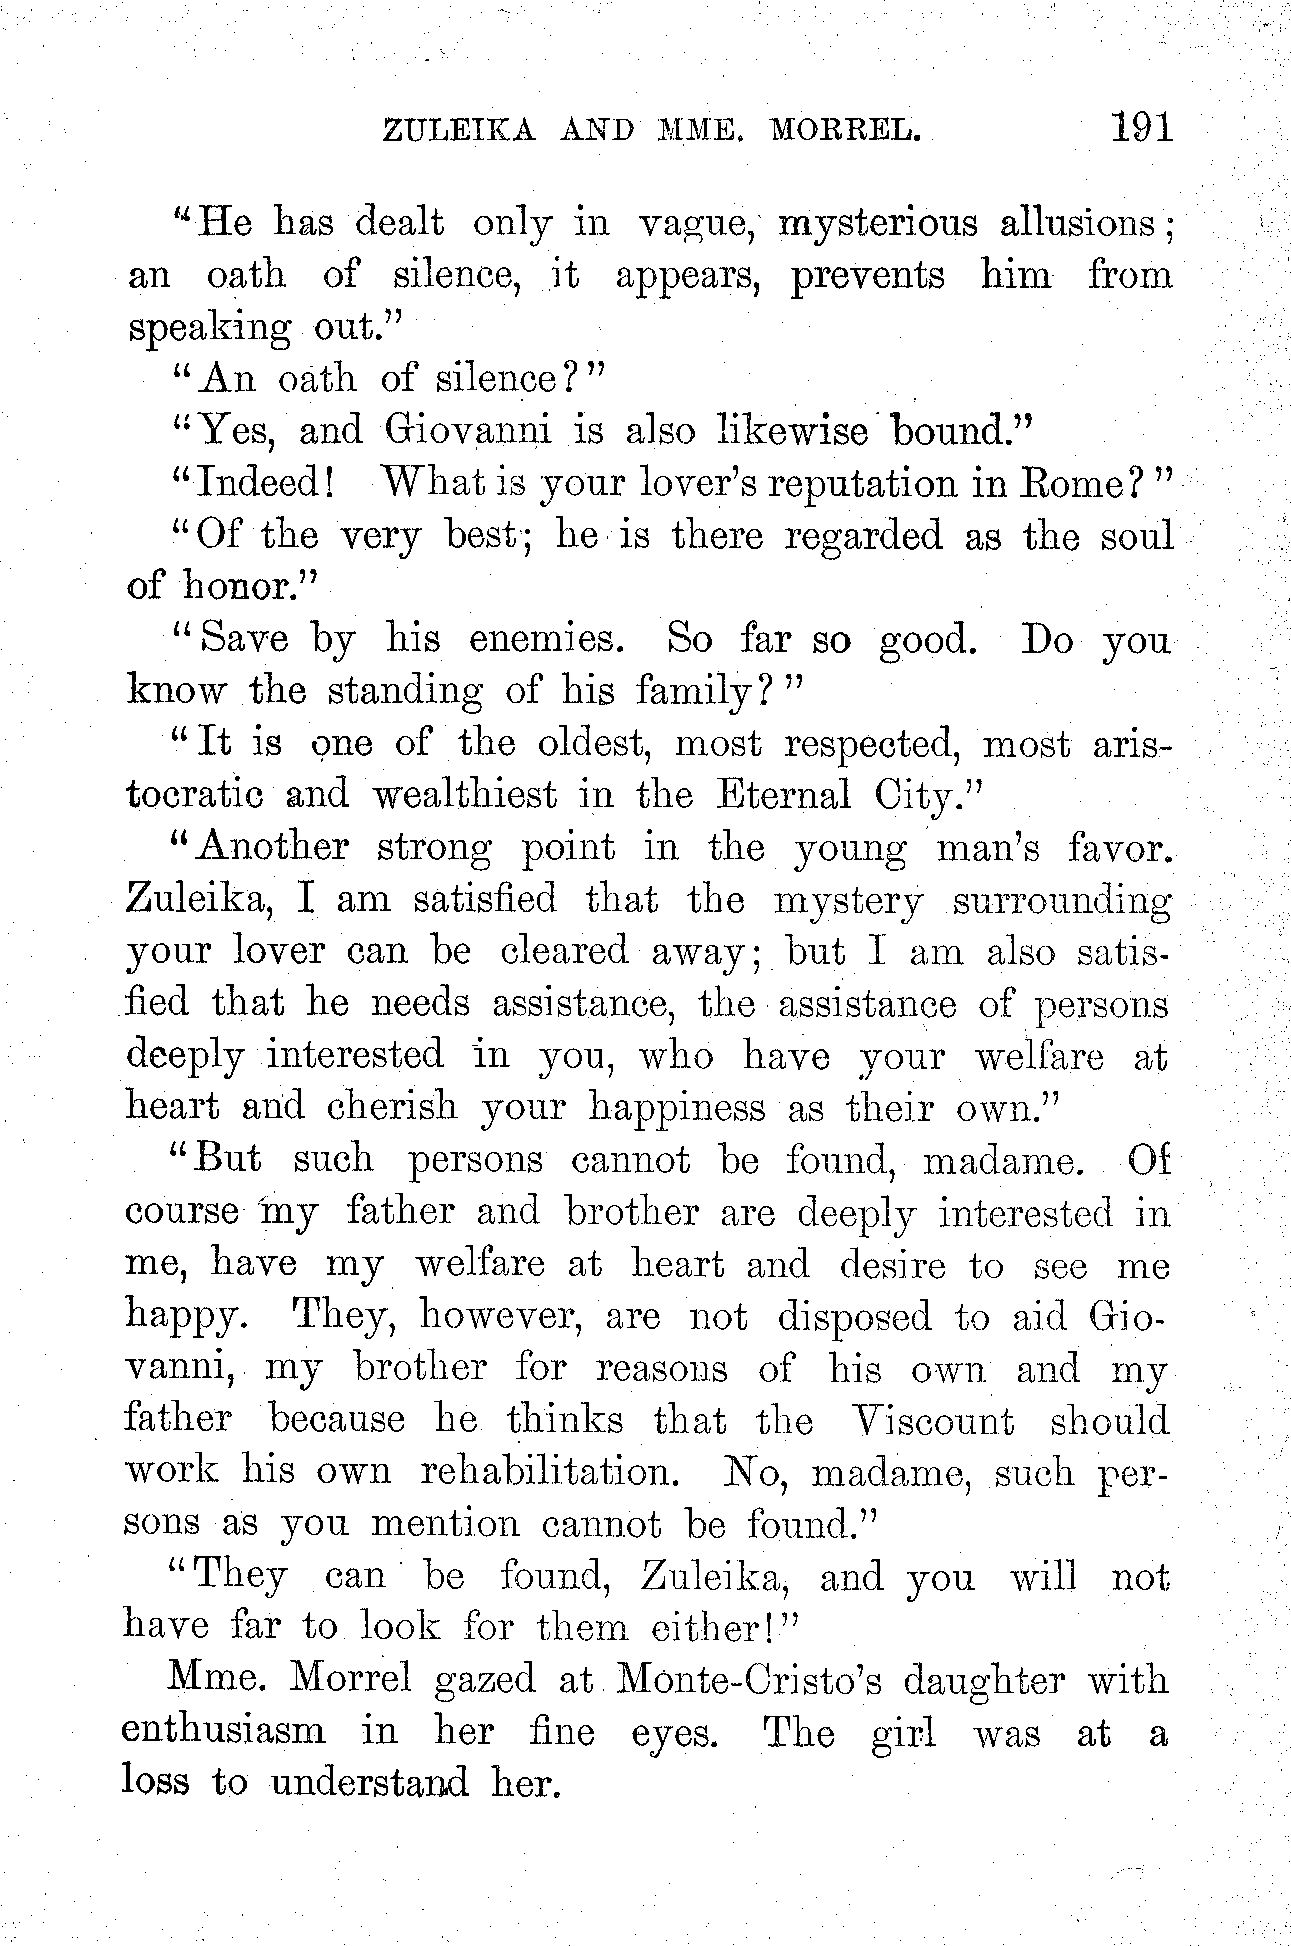 ZULEIKA AND MME. MORREL. 191
"He has dealt only in vague, mysterious allusions;
an oath of silence, it appears, prevents him from
speaking out."
"An oath of silence?"
"Yes, and Giovanni is also likewise bound."
"Indeed! What is your lover's reputation in Rome?"
"Of the very best; he is there regarded as the soul
of honor."
"Save by his enemies. So far so good. Do you
know the standing of his family?"
"It is one of the oldest, most respected, most aris-
tocratic and wealthiest in the Eternal City."
"Another strong point in the young man's favor.
Zuleika, I am satisfied that the mystery surrounding
your lover can be cleared away; but I am also satis-
fied that he needs assistance, the assistance of persons
deeply interested in you, who have your welfare at
heart and cherish your happiness as their own."
"But such persons cannot be found, madame. Of
course my father and brother are deeply interested in
me, have my welfare at heart and desire to see me
happy. They, however, are not disposed to aid Gio-
vanni, my brother for reasons of his own and my
father because he thinks that the Viscount should
work his own rehabilitation. No, madame, such per-
sons as you mention cannot be found."
"They can be found, Zuleika, and you will not
have far to look for them either!"
Mme. Morrel gazed at Monte-Cristo's daughter with
enthusiasm in her fine eyes. The girl was at a
loss to understand her.